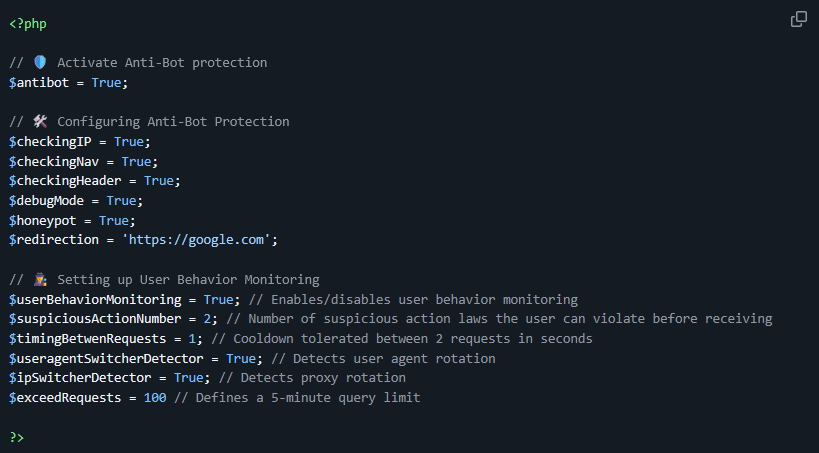 <?php
// 🛡️ Activate Anti-Bot protection
$antibot = True;
// 🛠️ Configuring Anti-Bot Protection
$checkingIP = True;
$checkingNav = True;
$checkingHeader = True;
$debugMode = True;
$honeypot = True;
$redirection = 'https://google.com';
// 🕵️ Setting up User Behavior Monitoring
$userBehaviorMonitoring = True; // Enables/disables user behavior monitoring
$suspiciousActionNumber = 2; // Number of suspicious action laws the user can violate before receiving
$timingBetwenRequests = 1; // Cooldown tolerated between 2 requests in seconds
$useragentSwitcherDetector = True; // Detects user agent rotation
$ipSwitcherDetector = True; // Detects proxy rotation
$exceedRequests = 100 // Defines a 5-minute query limit
?>